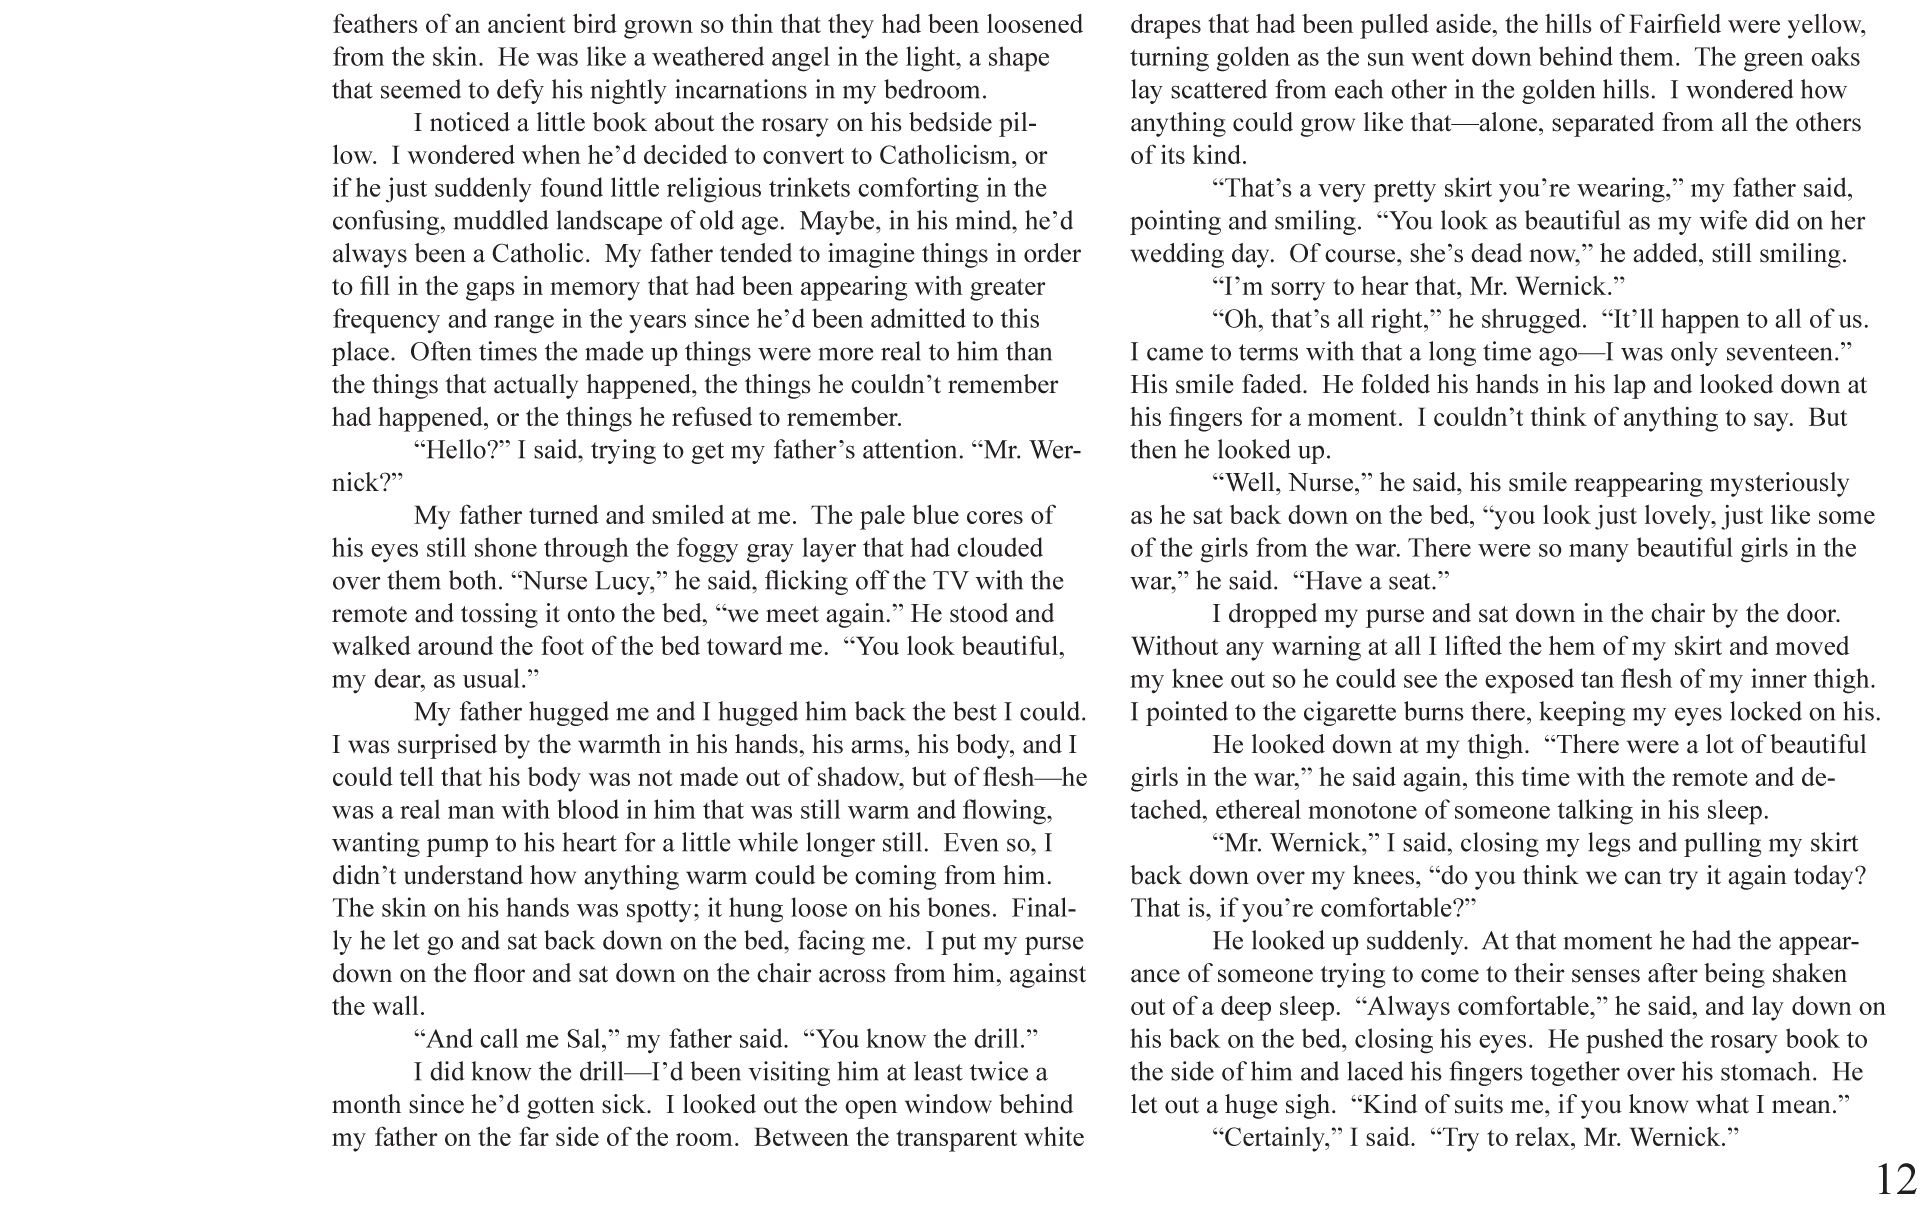 feathers of an ancient bird grown so thin that they had been loosened
from the skin.  He was like a weathered angel in the light, a shape
that seemed to defy his nightly incarnations in my bedroom.
I noticed a little book about the rosary on his bedside pil-
low.  I wondered when he’d decided to convert to Catholicism, or
if he just suddenly found little religious trinkets comforting in the
confusing, muddled landscape of old age.  Maybe, in his mind, he’d
always been a Catholic.  My father tended to imagine things in order
to fill in the gaps in memory that had been appearing with greater
frequency and range in the years since he’d been admitted to this
place.  Often times the made up things were more real to him than
the things that actually happened, the things he couldn’t remember
had happened, or the things he refused to remember.
“Hello?” I said, trying to get my father’s attention. “Mr. Wer-
nick?”
My father turned and smiled at me.  The pale blue cores of
his eyes still shone through the foggy gray layer that had clouded
over them both. “Nurse Lucy,” he said, flicking off the TV with the
remote and tossing it onto the bed, “we meet again.” He stood and
walked around the foot of the bed toward me.  “You look beautiful,
my dear, as usual.”
My father hugged me and I hugged him back the best I could.
I was surprised by the warmth in his hands, his arms, his body, and I
could tell that his body was not made out of shadow, but of flesh—he
was a real man with blood in him that was still warm and flowing,
wanting pump to his heart for a little while longer still.  Even so, I
didn’t understand how anything warm could be coming from him.
The skin on his hands was spotty; it hung loose on his bones.  Final-
ly he let go and sat back down on the bed, facing me.  I put my purse
down on the floor and sat down on the chair across from him, against
the wall.
“And call me Sal,” my father said.  “You know the drill.”
I did know the drill—I’d been visiting him at least twice a
month since he’d gotten sick.  I looked out the open window behind
my father on the far side of the room.  Between the transparent white
drapes that had been pulled aside, the hills of Fairfield were yellow,
turning golden as the sun went down behind them.  The green oaks
lay scattered from each other in the golden hills.  I wondered how
anything could grow like that—alone, separated from all the others
of its kind.
“That’s a very pretty skirt you’re wearing,” my father said,
pointing and smiling.  “You look as beautiful as my wife did on her
wedding day.  Of course, she’s dead now,” he added, still smiling.
“I’m sorry to hear that, Mr. Wernick.”
“Oh, that’s all right,” he shrugged.  “It’ll happen to all of us.
I came to terms with that a long time ago—I was only seventeen.”
His smile faded.  He folded his hands in his lap and looked down at
his fingers for a moment.  I couldn’t think of anything to say.  But
then he looked up.
“Well, Nurse,” he said, his smile reappearing mysteriously
as he sat back down on the bed, “you look just lovely, just like some
of the girls from the war. There were so many beautiful girls in the
war,” he said.  “Have a seat.”
I dropped my purse and sat down in the chair by the door.
Without any warning at all I lifted the hem of my skirt and moved
my knee out so he could see the exposed tan flesh of my inner thigh.
I pointed to the cigarette burns there, keeping my eyes locked on his.
He looked down at my thigh.  “There were a lot of beautiful
girls in the war,” he said again, this time with the remote and de-
tached, ethereal monotone of someone talking in his sleep.
“Mr. Wernick,” I said, closing my legs and pulling my skirt
back down over my knees, “do you think we can try it again today?
That is, if you’re comfortable?”
He looked up suddenly.  At that moment he had the appear-
ance of someone trying to come to their senses after being shaken
out of a deep sleep.  “Always comfortable,” he said, and lay down on
his back on the bed, closing his eyes.  He pushed the rosary book to
the side of him and laced his fingers together over his stomach.  He
let out a huge sigh.  “Kind of suits me, if you know what I mean.”
“Certainly,” I said.  “Try to relax, Mr. Wernick.”
12